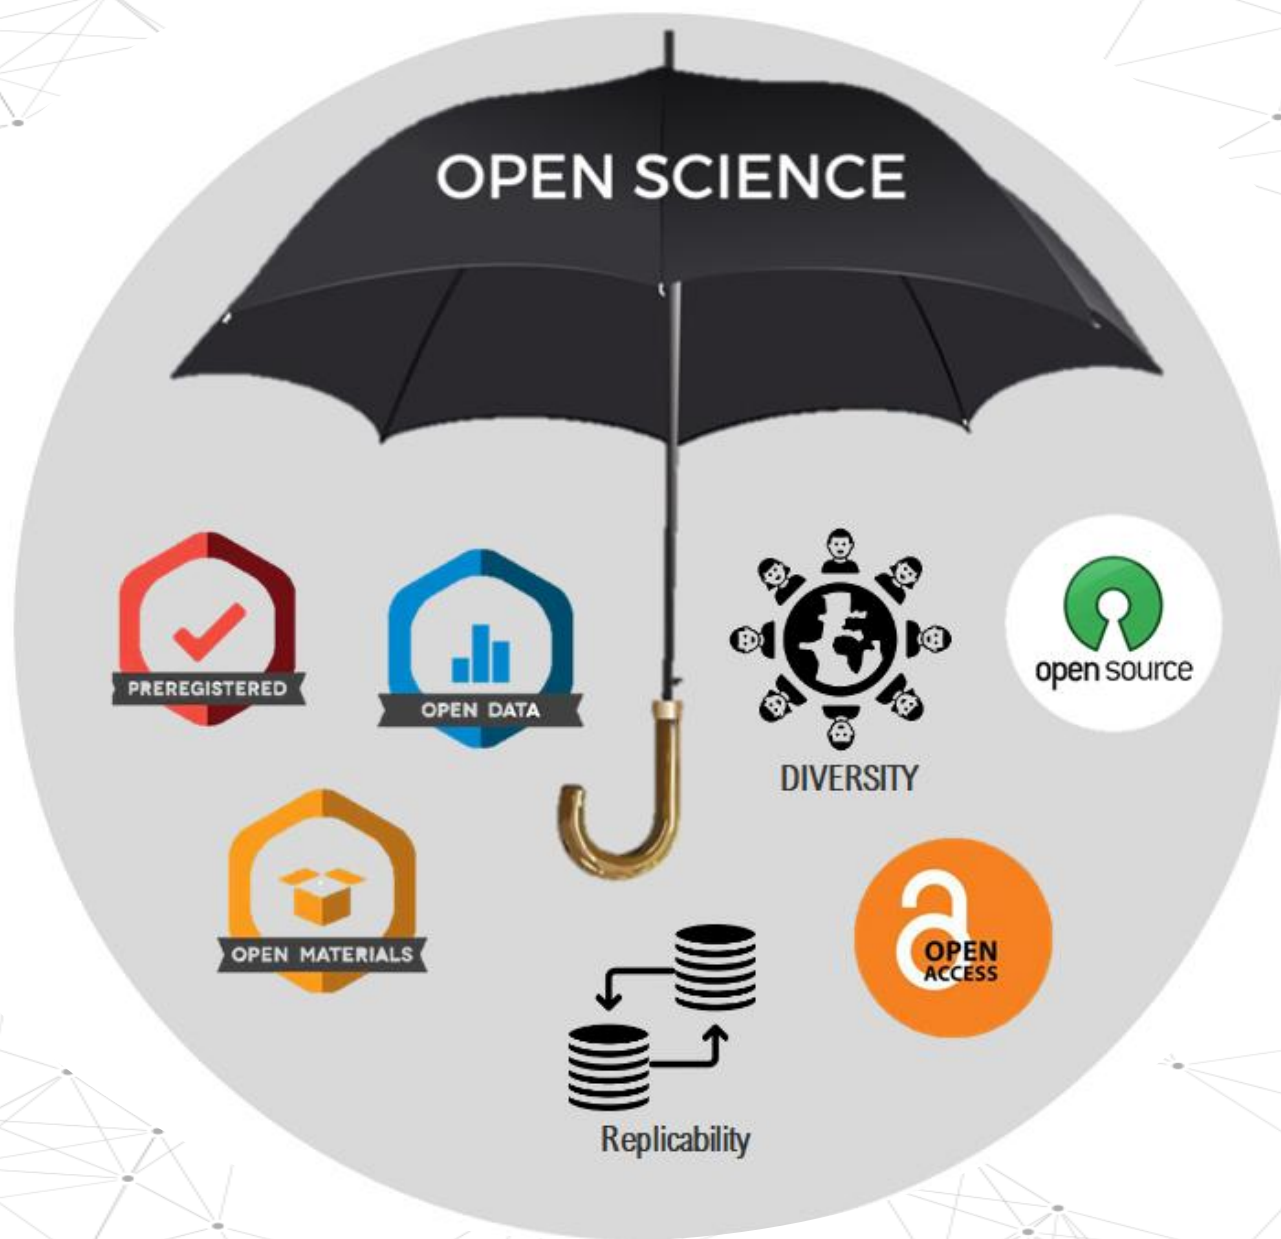 OPEN SCIENCE
PREREGISTERED
OPEN DATA
DIVERSITY
open source
OPEN MATERIALS
OPEN
ACCESS
Replicability